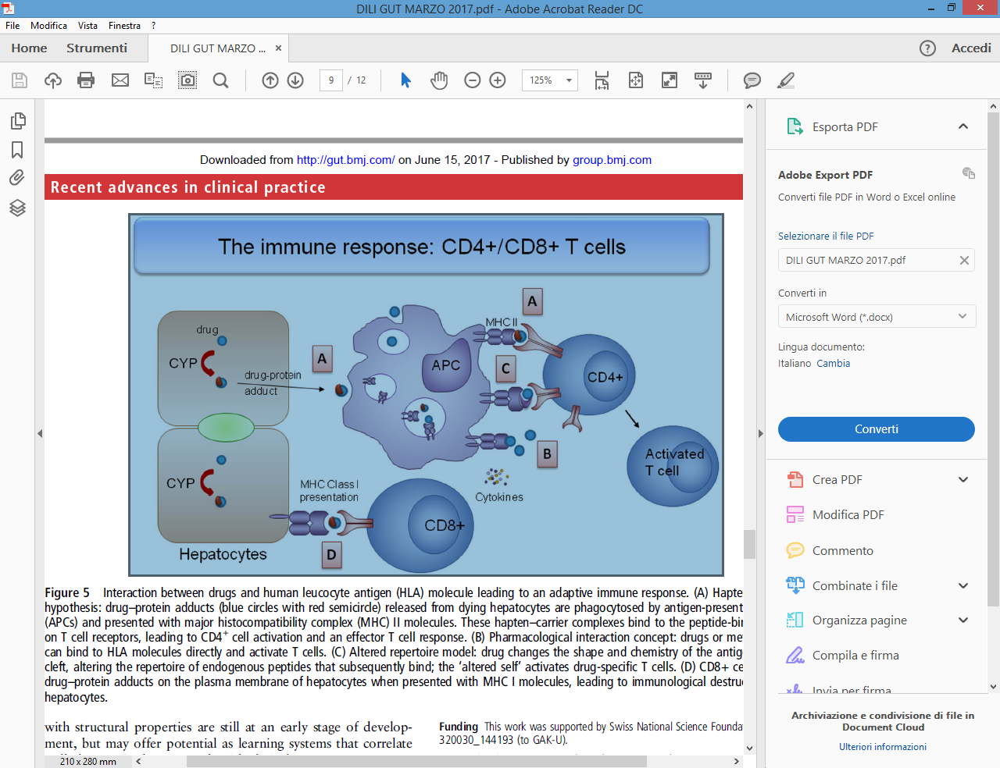 DILI GUT MARZO 2017.pdf - Adobe Acrobat Reader DC
File Modifica Vista Finestra ?
Home Strumenti DILI GUT MARZO ... × ? Accedi
9 / 12 125%
Downloaded from http://gut.bmj.com/ on June 15, 2017 - Published by group.bmj.com
Recent advances in clinical practice
The immune response: CD4+/CD8+ T cells
drug
CYP
drug-protein
adduct
A
APC
MHC II
A
C
CD4+
B
Activated
T cell
Cytokines
CYP
MHC Class I
presentation
CD8+
D
Hepatocytes
Figure 5 Interaction between drugs and human leucocyte antigen (HLA) molecule leading to an adaptive immune response. (A) Hapte
hypothesis: drug–protein adducts (blue circles with red semicircle) released from dying hepatocytes are phagocytosed by antigen-present
(APCs) and presented with major histocompatibility complex (MHC) II molecules. These hapten–carrier complexes bind to the peptide-bin
on T cell receptors, leading to CD4+ cell activation and an effector T cell response. (B) Pharmacological interaction concept: drugs or me
can bind to HLA molecules directly and activate T cells. (C) Altered repertoire model: drug changes the shape and chemistry of the antig
cleft, altering the repertoire of endogenous peptides that subsequently bind; the ‘altered self’ activates drug-specific T cells. (D) CD8+ ce
drug–protein adducts on the plasma membrane of hepatocytes when presented with MHC I molecules, leading to immunological destruc
hepatocytes.
with structural properties are still at an early stage of develop-
ment, but may offer potential as learning systems that correlate
Funding This work was supported by Swiss National Science Founda
320030_144193 (to GAK-U).
210 x 280 mm
Esporta PDF
Adobe Export PDF
Converti file PDF in Word o Excel online
Selezionare il file PDF
DILI GUT MARZO 2017.pdf
Converti in
Microsoft Word (*.docx)
Lingua documento:
Italiano Cambia
Converti
Crea PDF
Modifica PDF
Commento
Combinate i file
Organizza pagine
Compila e firma
Invia per firma
Archiviazione e condivisione di file in
Document Cloud
Ulteriori informazioni